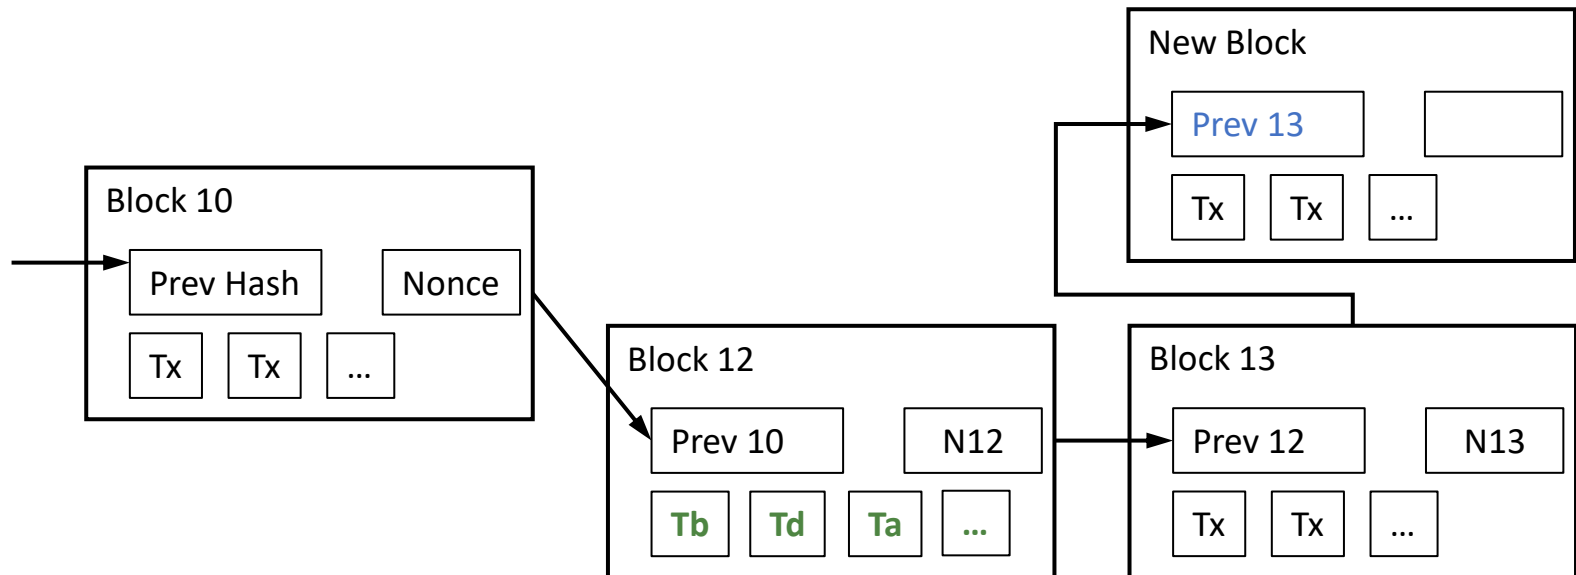 New Block
Prev 13
Tx Tx ...
Block 10
Prev Hash Nonce
Tx Tx ...
Block 12
Prev 10 N12
Tb Td Ta ...
Block 13
Prev 12 N13
Tx Tx ...